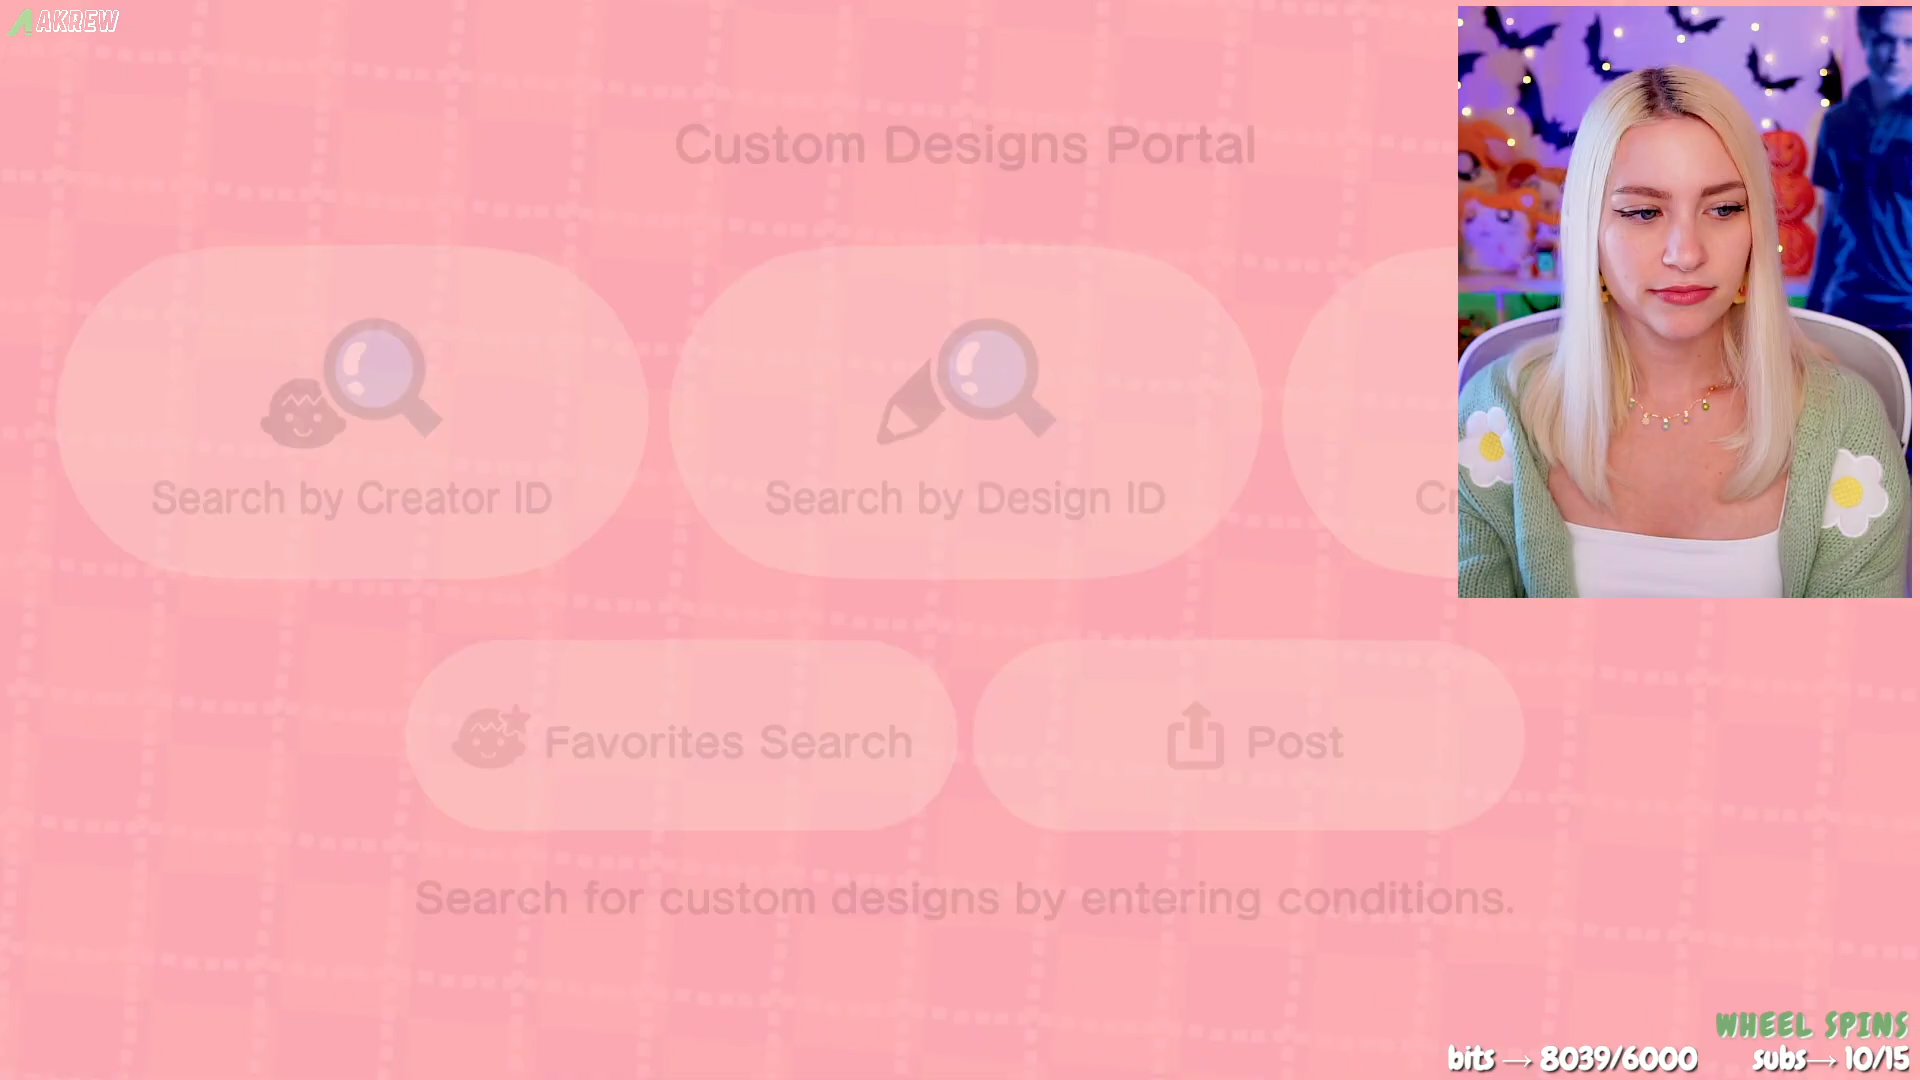 AKREW
Custom Designs Portal
Search by Creator ID
Search by Design ID
Favorites Search
Post
Search for custom designs by entering conditions.
WHEEL SPINS
bits → 8039/6000
subs→ 10/15